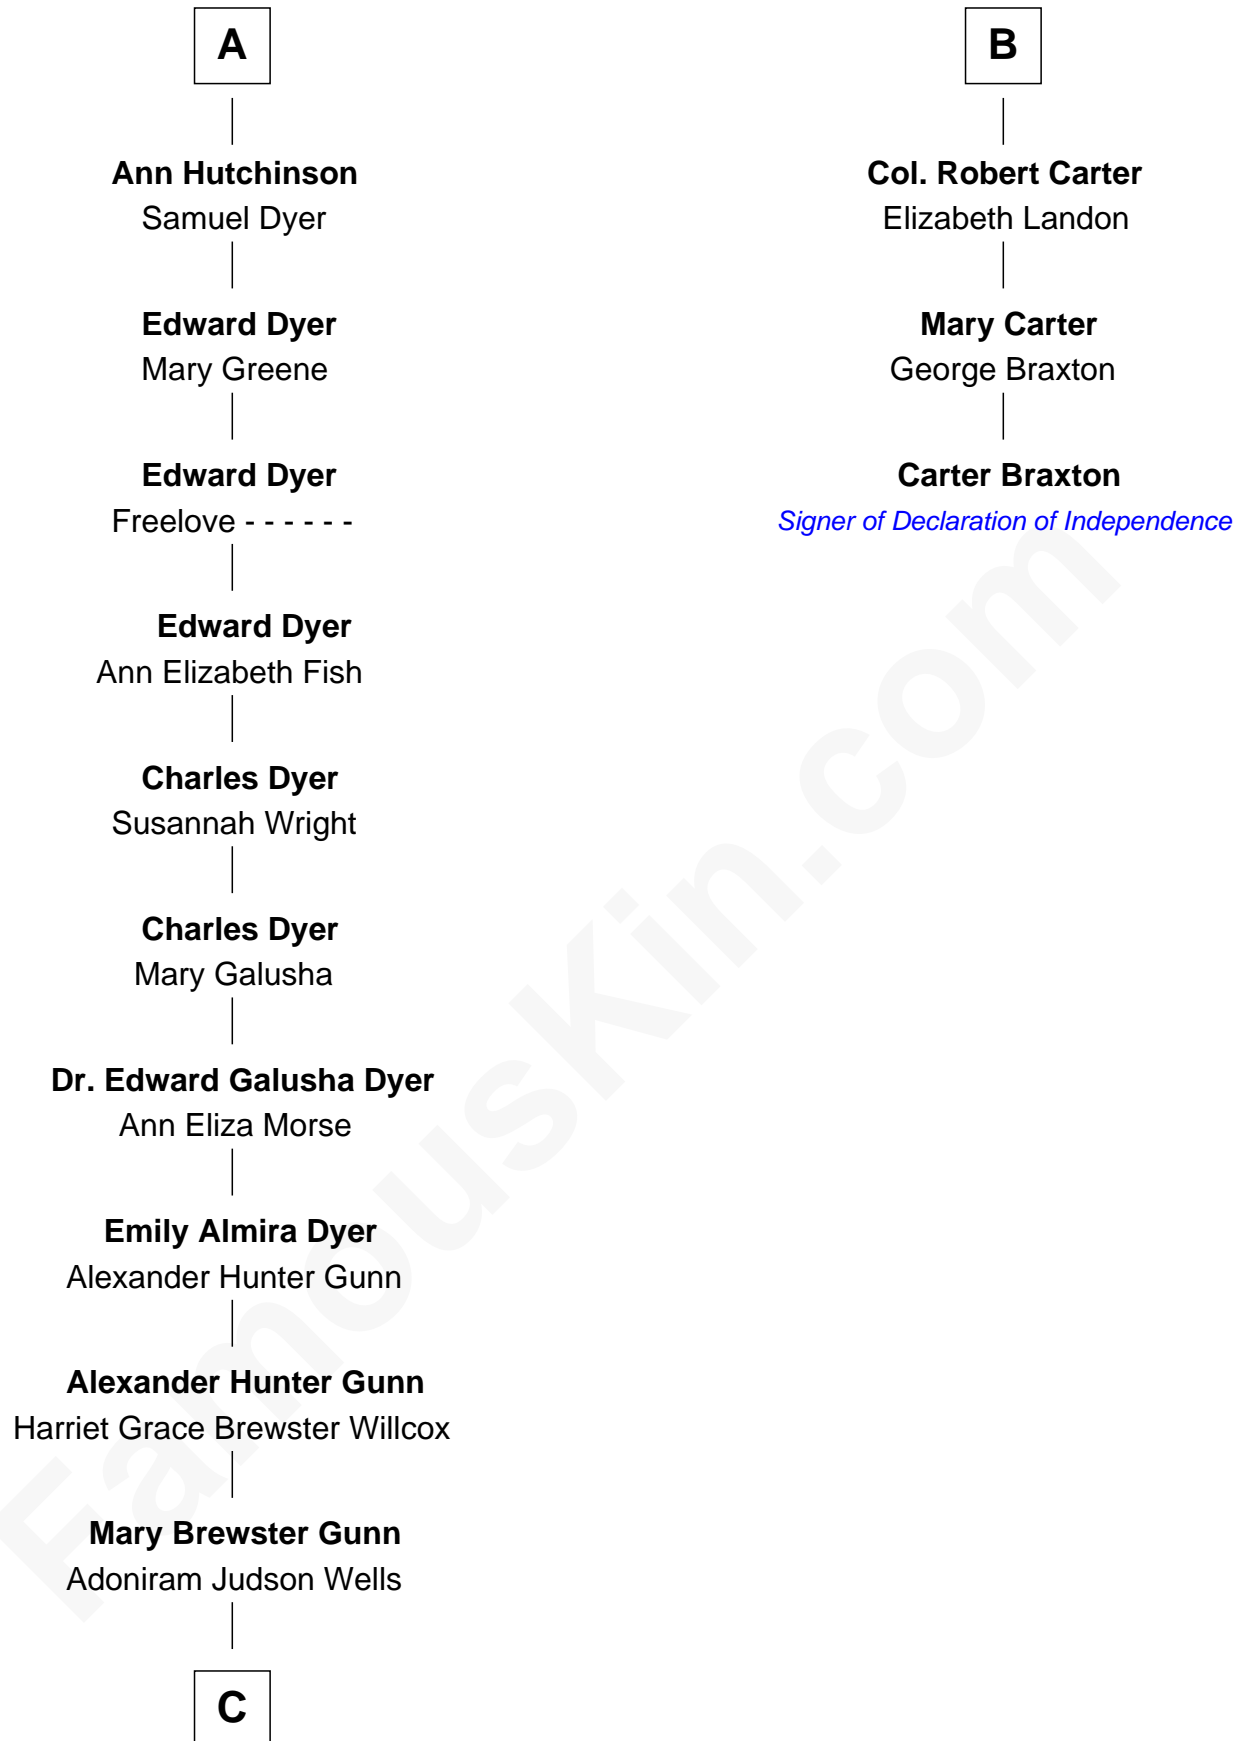 A
Ann Hutchinson
Samuel Dyer
Edward Dyer
Mary Greene
Edward Dyer
Freelove - - - - - -
Edward Dyer
Ann Elizabeth Fish
Charles Dyer
Susannah Wright
Charles Dyer
Mary Galusha
Dr. Edward Galusha Dyer
Ann Eliza Morse
Emily Almira Dyer
Alexander Hunter Gunn
Alexander Hunter Gunn
Harriet Grace Brewster Willcox
Mary Brewster Gunn
Adoniram Judson Wells
C
B
Col. Robert Carter
Elizabeth Landon
Mary Carter
George Braxton
Carter Braxton
Signer of Declaration of Independence
FamousKin.com